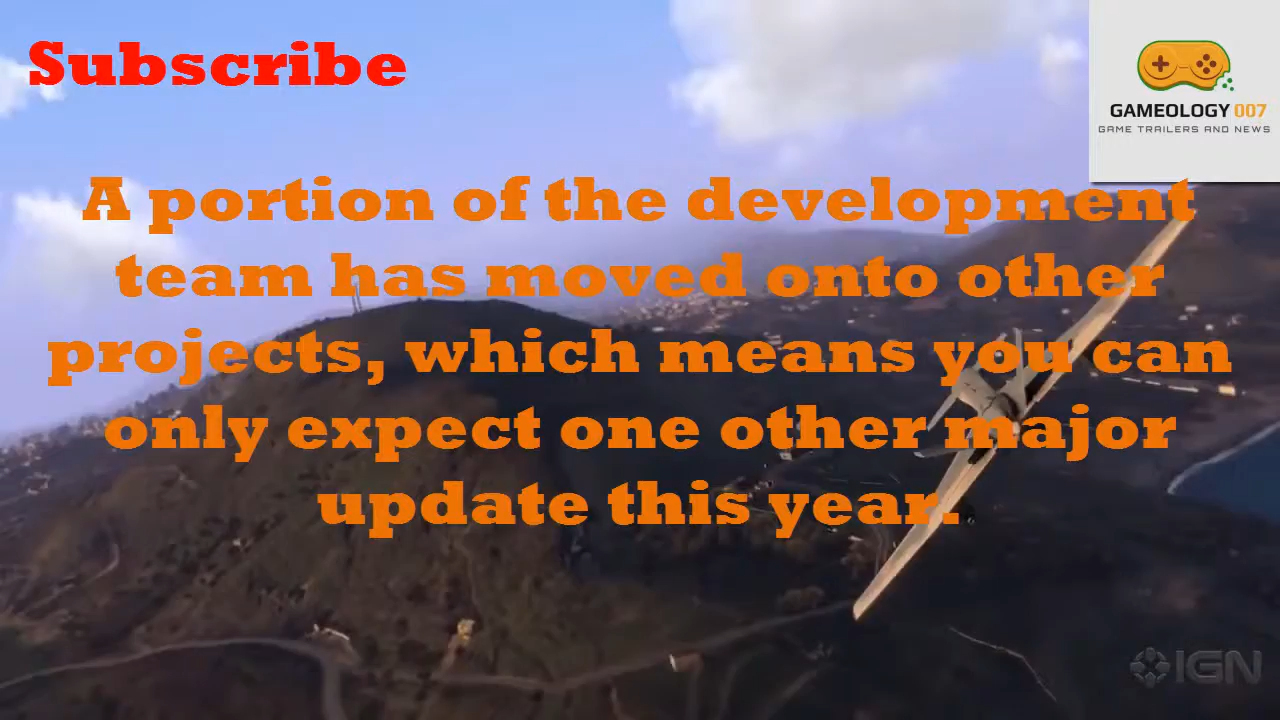 Subscribe
GAMEOLOGY 007
GAME TRAILERS AND NEWS
A portion of the development
team has moved onto other
projects, which means you can
only expect one other major
update this year.
IGN